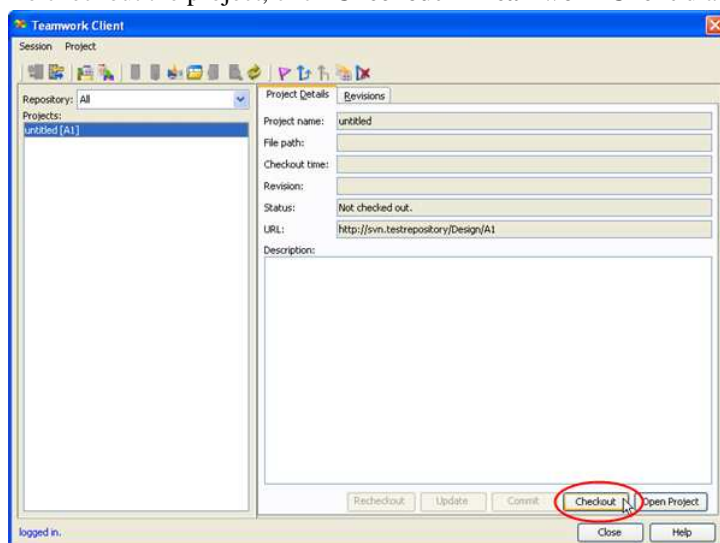 Teamwork Client
Session Project
Repository: All
Projects:
untitled [A1]
Project Details Revisions
Project name: untitled
File path:
Checkout time:
Revision:
Status: Not checked out.
URL: http://svn.testrepository/Design/A1
Description:
Recheckout Update Commit Checkout Open Project
logged in.
Close Help